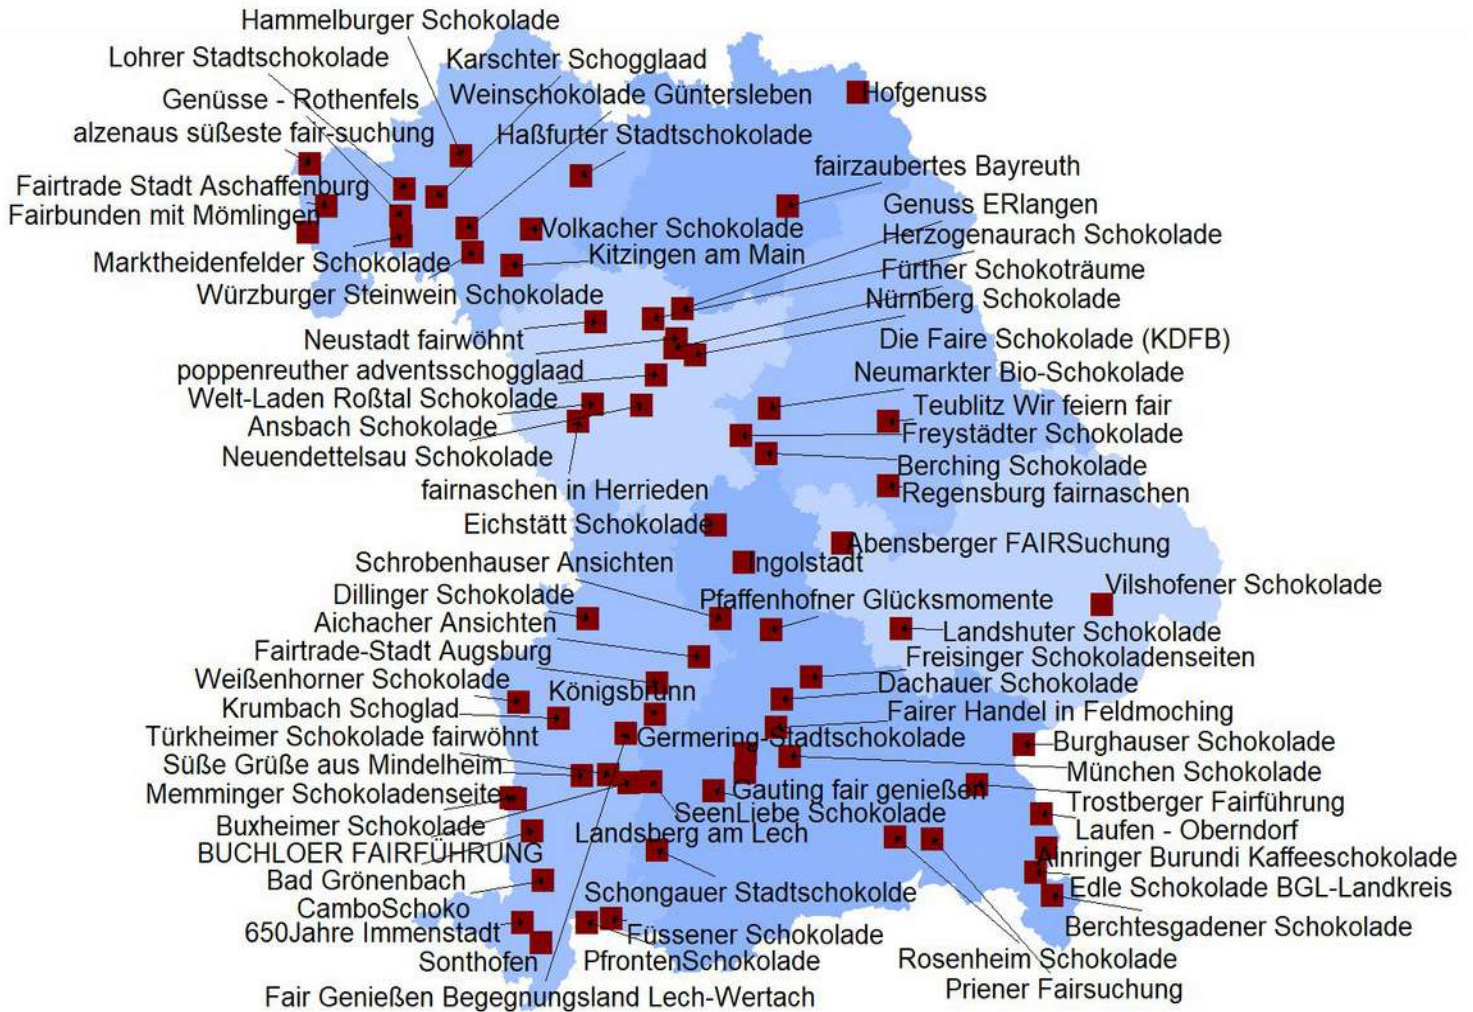 Hammelburger Schokolade
Lohrer Stadtschokolade
Karschter Schogglaad
Genüsse - Rothenfels
Weinschokolade Güntersleben
Hofgenuss
alzenaus süßeste fair-suchung
Haßfurter Stadtschokolade
fairzaubertes Bayreuth
Fairtrade Stadt Aschaffenburg
Genuss ERlangen
Fairbunden mit Mömlingen
Volkacher Schokolade
Herzogenaurach Schokolade
Marktheidenfelder Schokolade
Kitzingen am Main
Fürther Schokoträume
Würzburger Steinwein Schokolade
Nürnberg Schokolade
Neustadt fairwöhnt
Die Faire Schokolade (KDFB)
poppenreuther adventsschogglaad
Neumarkter Bio-Schokolade
Welt-Laden Roßtal Schokolade
Teublitz Wir feiern fair
Ansbach Schokolade
Freystädter Schokolade
Neuendettelsau Schokolade
Berching Schokolade
fairnaschen in Herrieden
Regensburg fairnaschen
Eichstätt Schokolade
Abensberger FAIRSuchung
Schrobenhauser Ansichten
Ingolstadt
Vilshofener Schokolade
Dillinger Schokolade
Pfaffenhofner Glücksmomente
Aichacher Ansichten
Landshuter Schokolade
Fairtrade-Stadt Augsburg
Freisinger Schokoladenseiten
Weißenhorner Schokolade
Königsbrunn
Dachauer Schokolade
Krumbach Schoglad
Fairer Handel in Feldmoching
Türkheimer Schokolade fairwöhnt
Germering-Stadtschokolade
Burghauser Schokolade
Süße Grüße aus Mindelheim
München Schokolade
Memminger Schokoladenseite
Gauting fair genießen
Trostberger Fairführung
Buxheimer Schokolade
SeenLiebe Schokolade
Laufen - Oberndorf
BUCHLOER FAIRFÜHRUNG
Landsberg am Lech
Ainringer Burundi Kaffeeschokolade
Bad Grönenbach
Schongauer Stadtschokolde
Edle Schokolade BGL-Landkreis
CamboSchoko
Berchtesgadener Schokolade
650Jahre Immenstadt
Füssener Schokolade
Sonthofen
PfrontenSchokolade
Rosenheim Schokolade
Fair Genießen Begegnungsland Lech-Wertach
Priener Fairsuchung